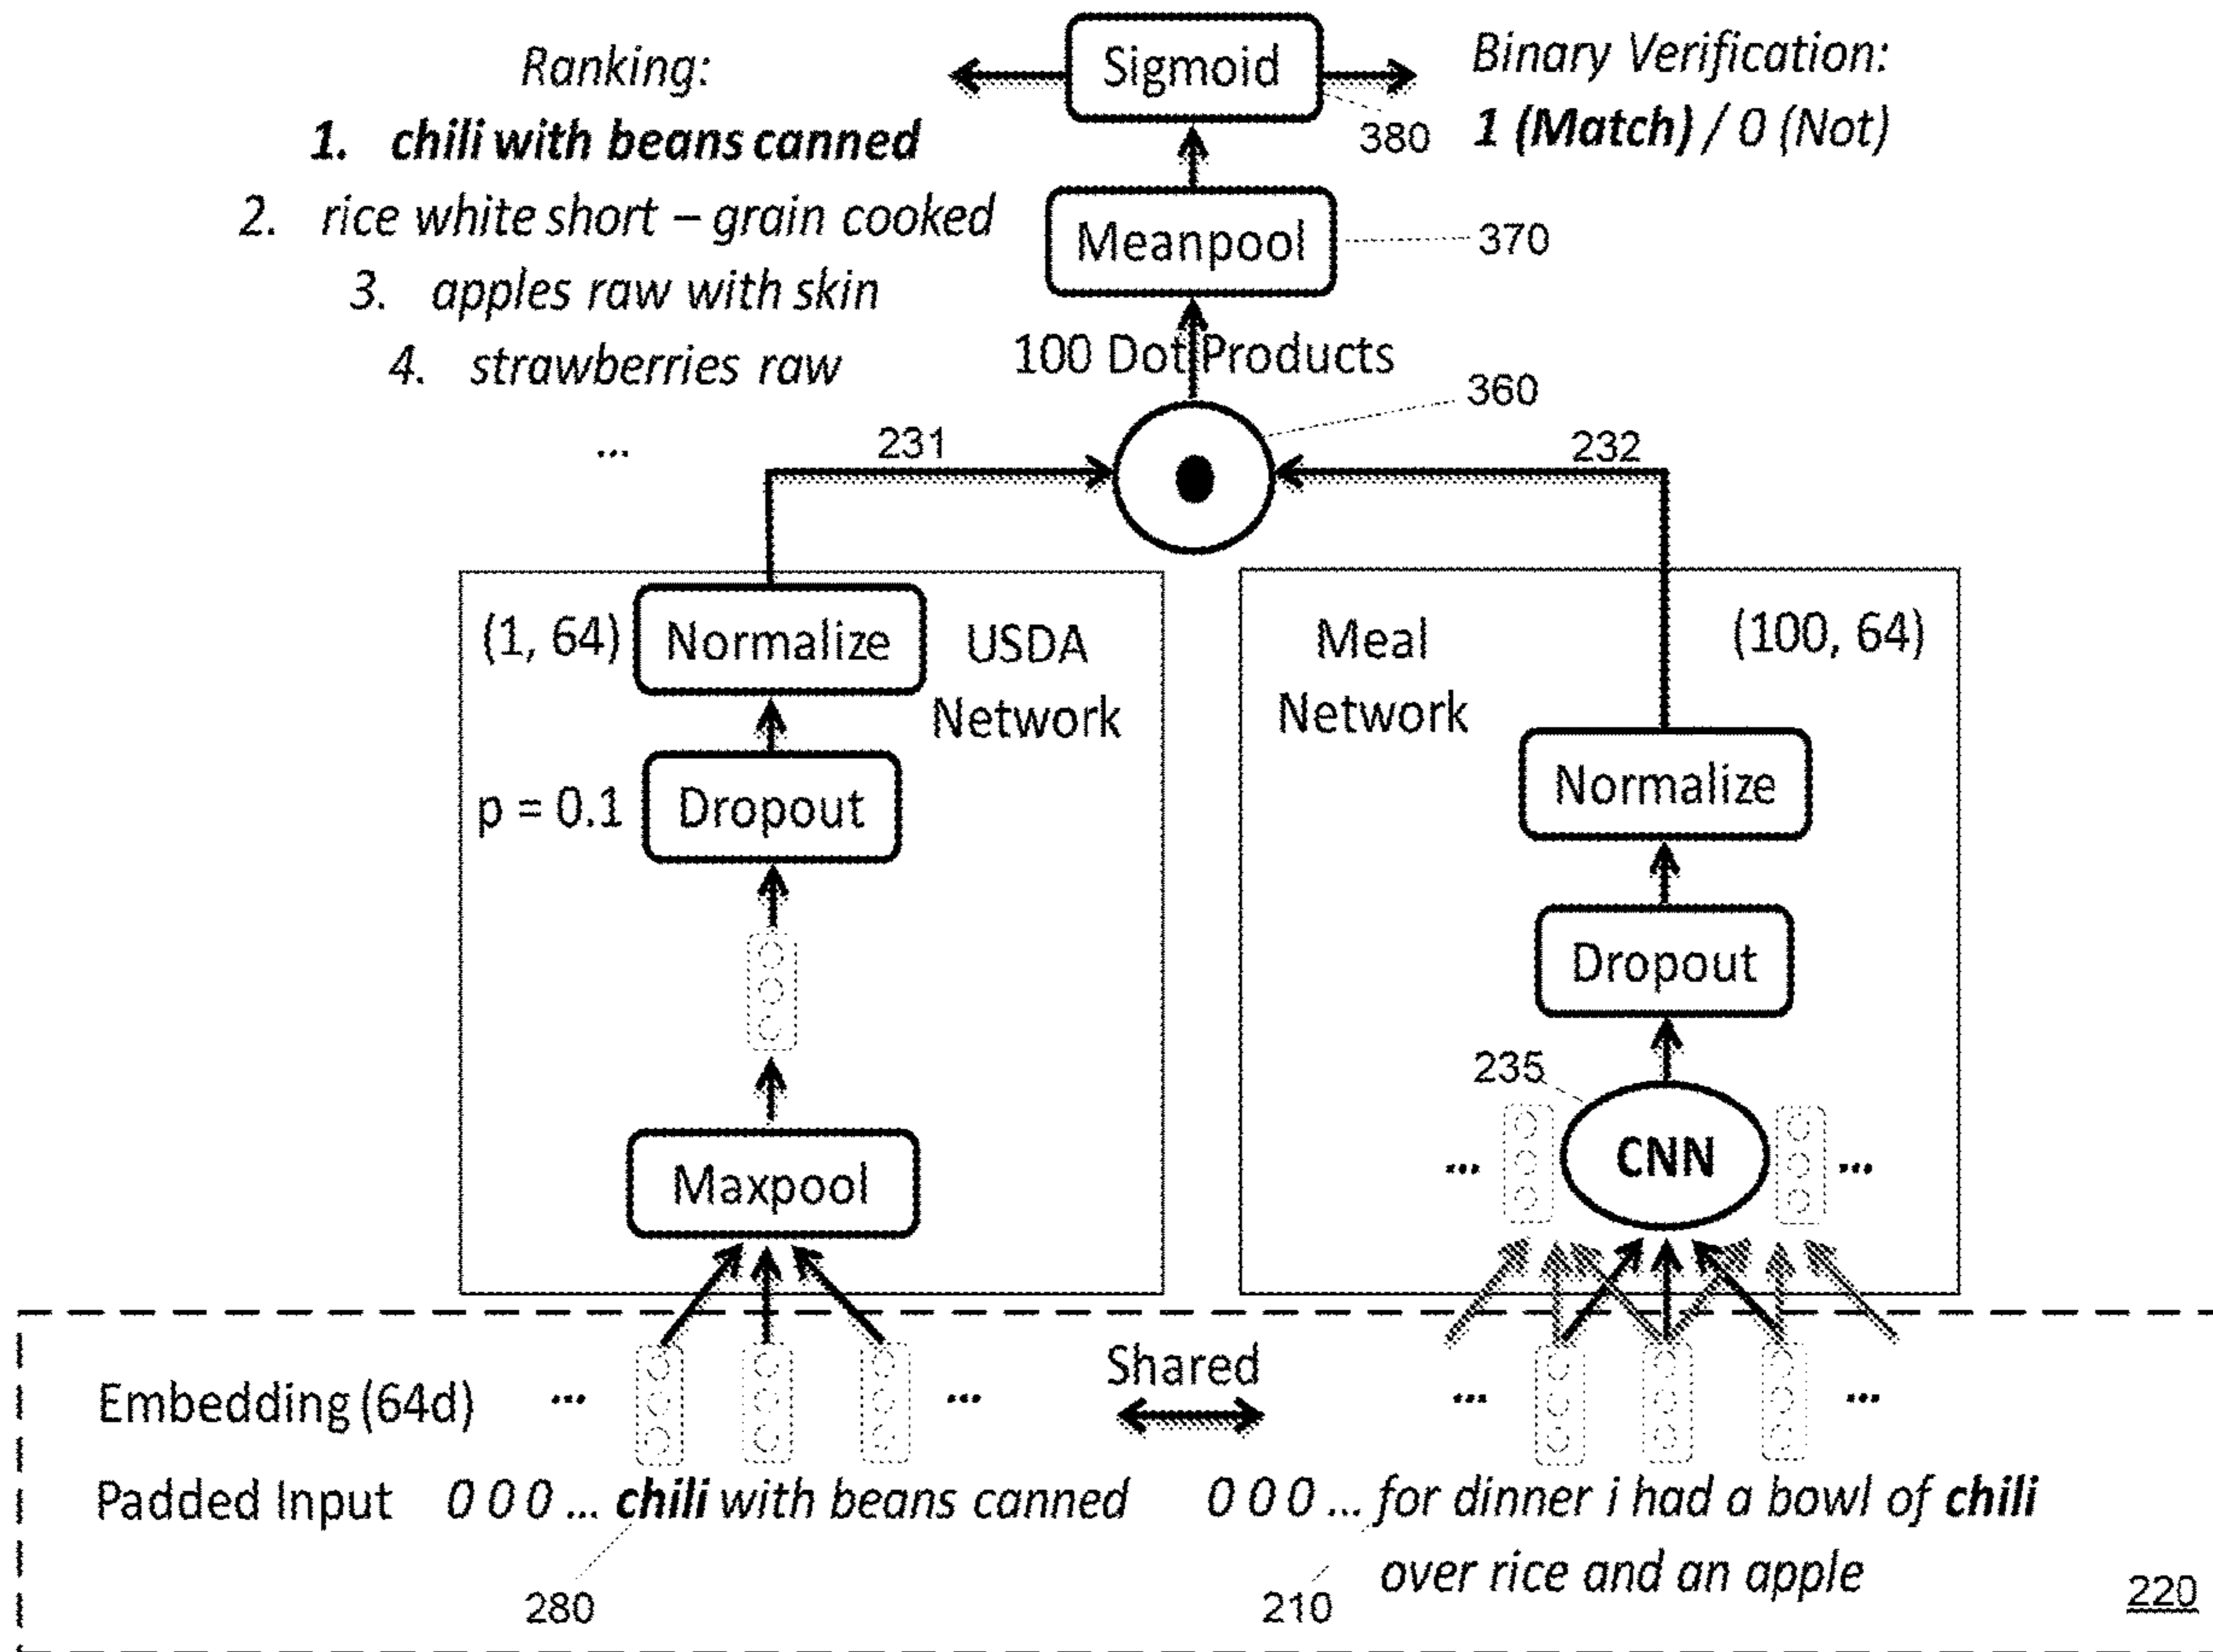 Ranking:
1. chili with beans canned
2. rice white short – grain cooked
3. apples raw with skin
4. strawberries raw
...
Sigmoid
380
Binary Verification:
1 (Match) / 0 (Not)
Meanpool
370
100 Dot Products
360
231
232
(1, 64)
Normalize
USDA
Network
p = 0.1
Dropout
Maxpool
Meal
Network
(100, 64)
Normalize
Dropout
235
... CNN ...
Embedding (64d) ... ...
Shared
... ...
Padded Input 0 0 0 ... chili with beans canned
0 0 0 ... for dinner i had a bowl of chili
over rice and an apple
280
210
220